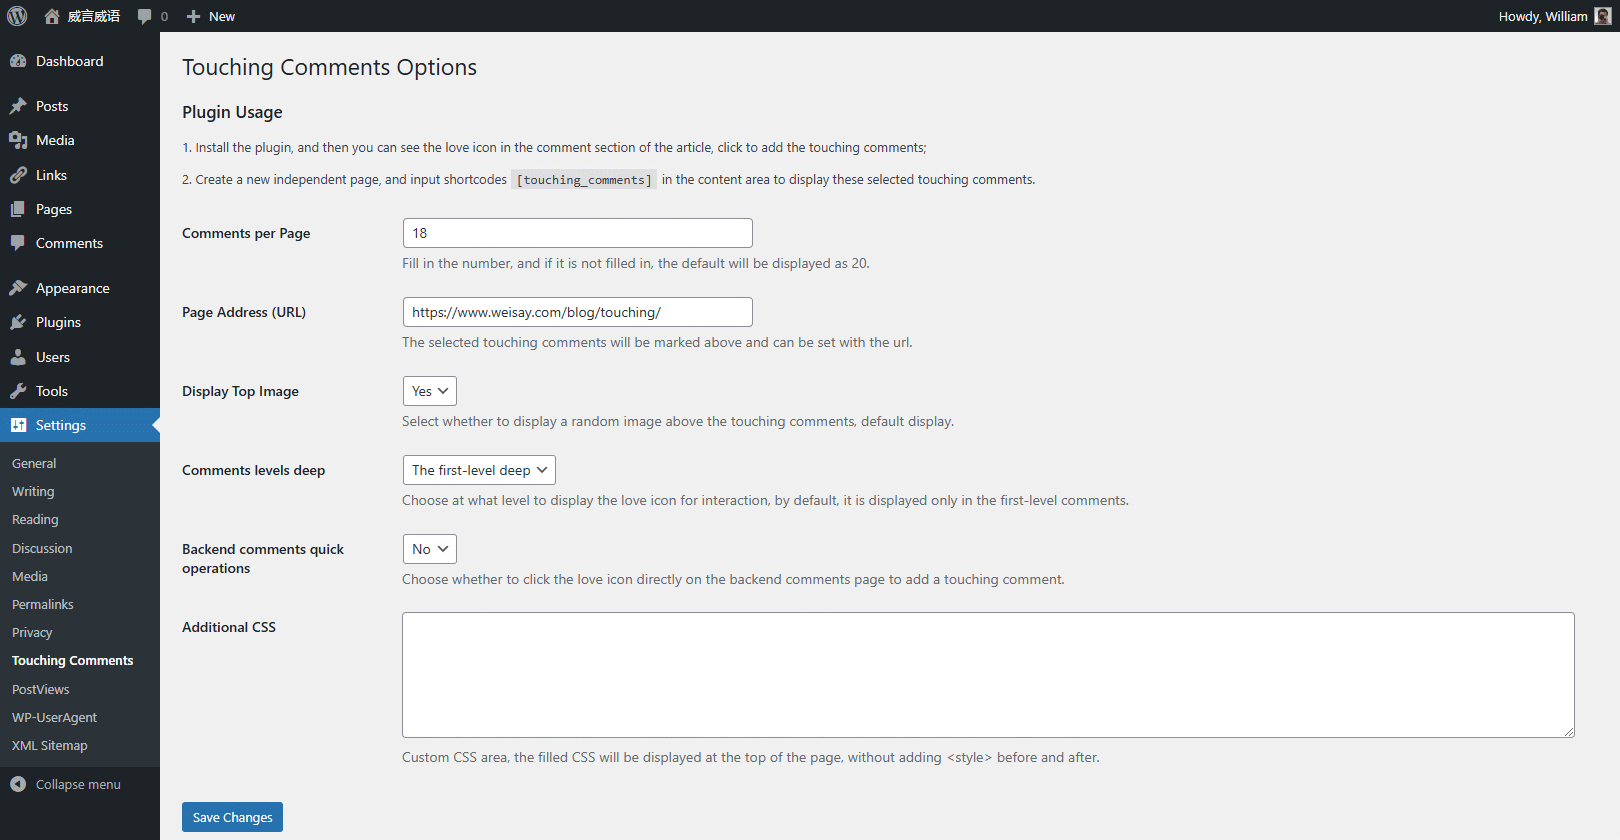 威言威语 0 New Howdy, William
Dashboard
Posts
Media
Links
Pages
Comments
Appearance
Plugins
Users
Tools
Settings
General
Writing
Reading
Discussion
Media
Permalinks
Privacy
Touching Comments
PostViews
WP-UserAgent
XML Sitemap
Collapse menu
Touching Comments Options
Plugin Usage
1. Install the plugin, and then you can see the love icon in the comment section of the article, click to add the touching comments;
2. Create a new independent page, and input shortcodes [touching_comments] in the content area to display these selected touching comments.
Comments per Page
18
Fill in the number, and if it is not filled in, the default will be displayed as 20.
Page Address (URL)
https://www.weisay.com/blog/touching/
The selected touching comments will be marked above and can be set with the url.
Display Top Image
Yes
Select whether to display a random image above the touching comments, default display.
Comments levels deep
The first-level deep
Choose at what level to display the love icon for interaction, by default, it is displayed only in the first-level comments.
Backend comments quick
operations
No
Choose whether to click the love icon directly on the backend comments page to add a touching comment.
Additional CSS
Custom CSS area, the filled CSS will be displayed at the top of the page, without adding <style> before and after.
Save Changes